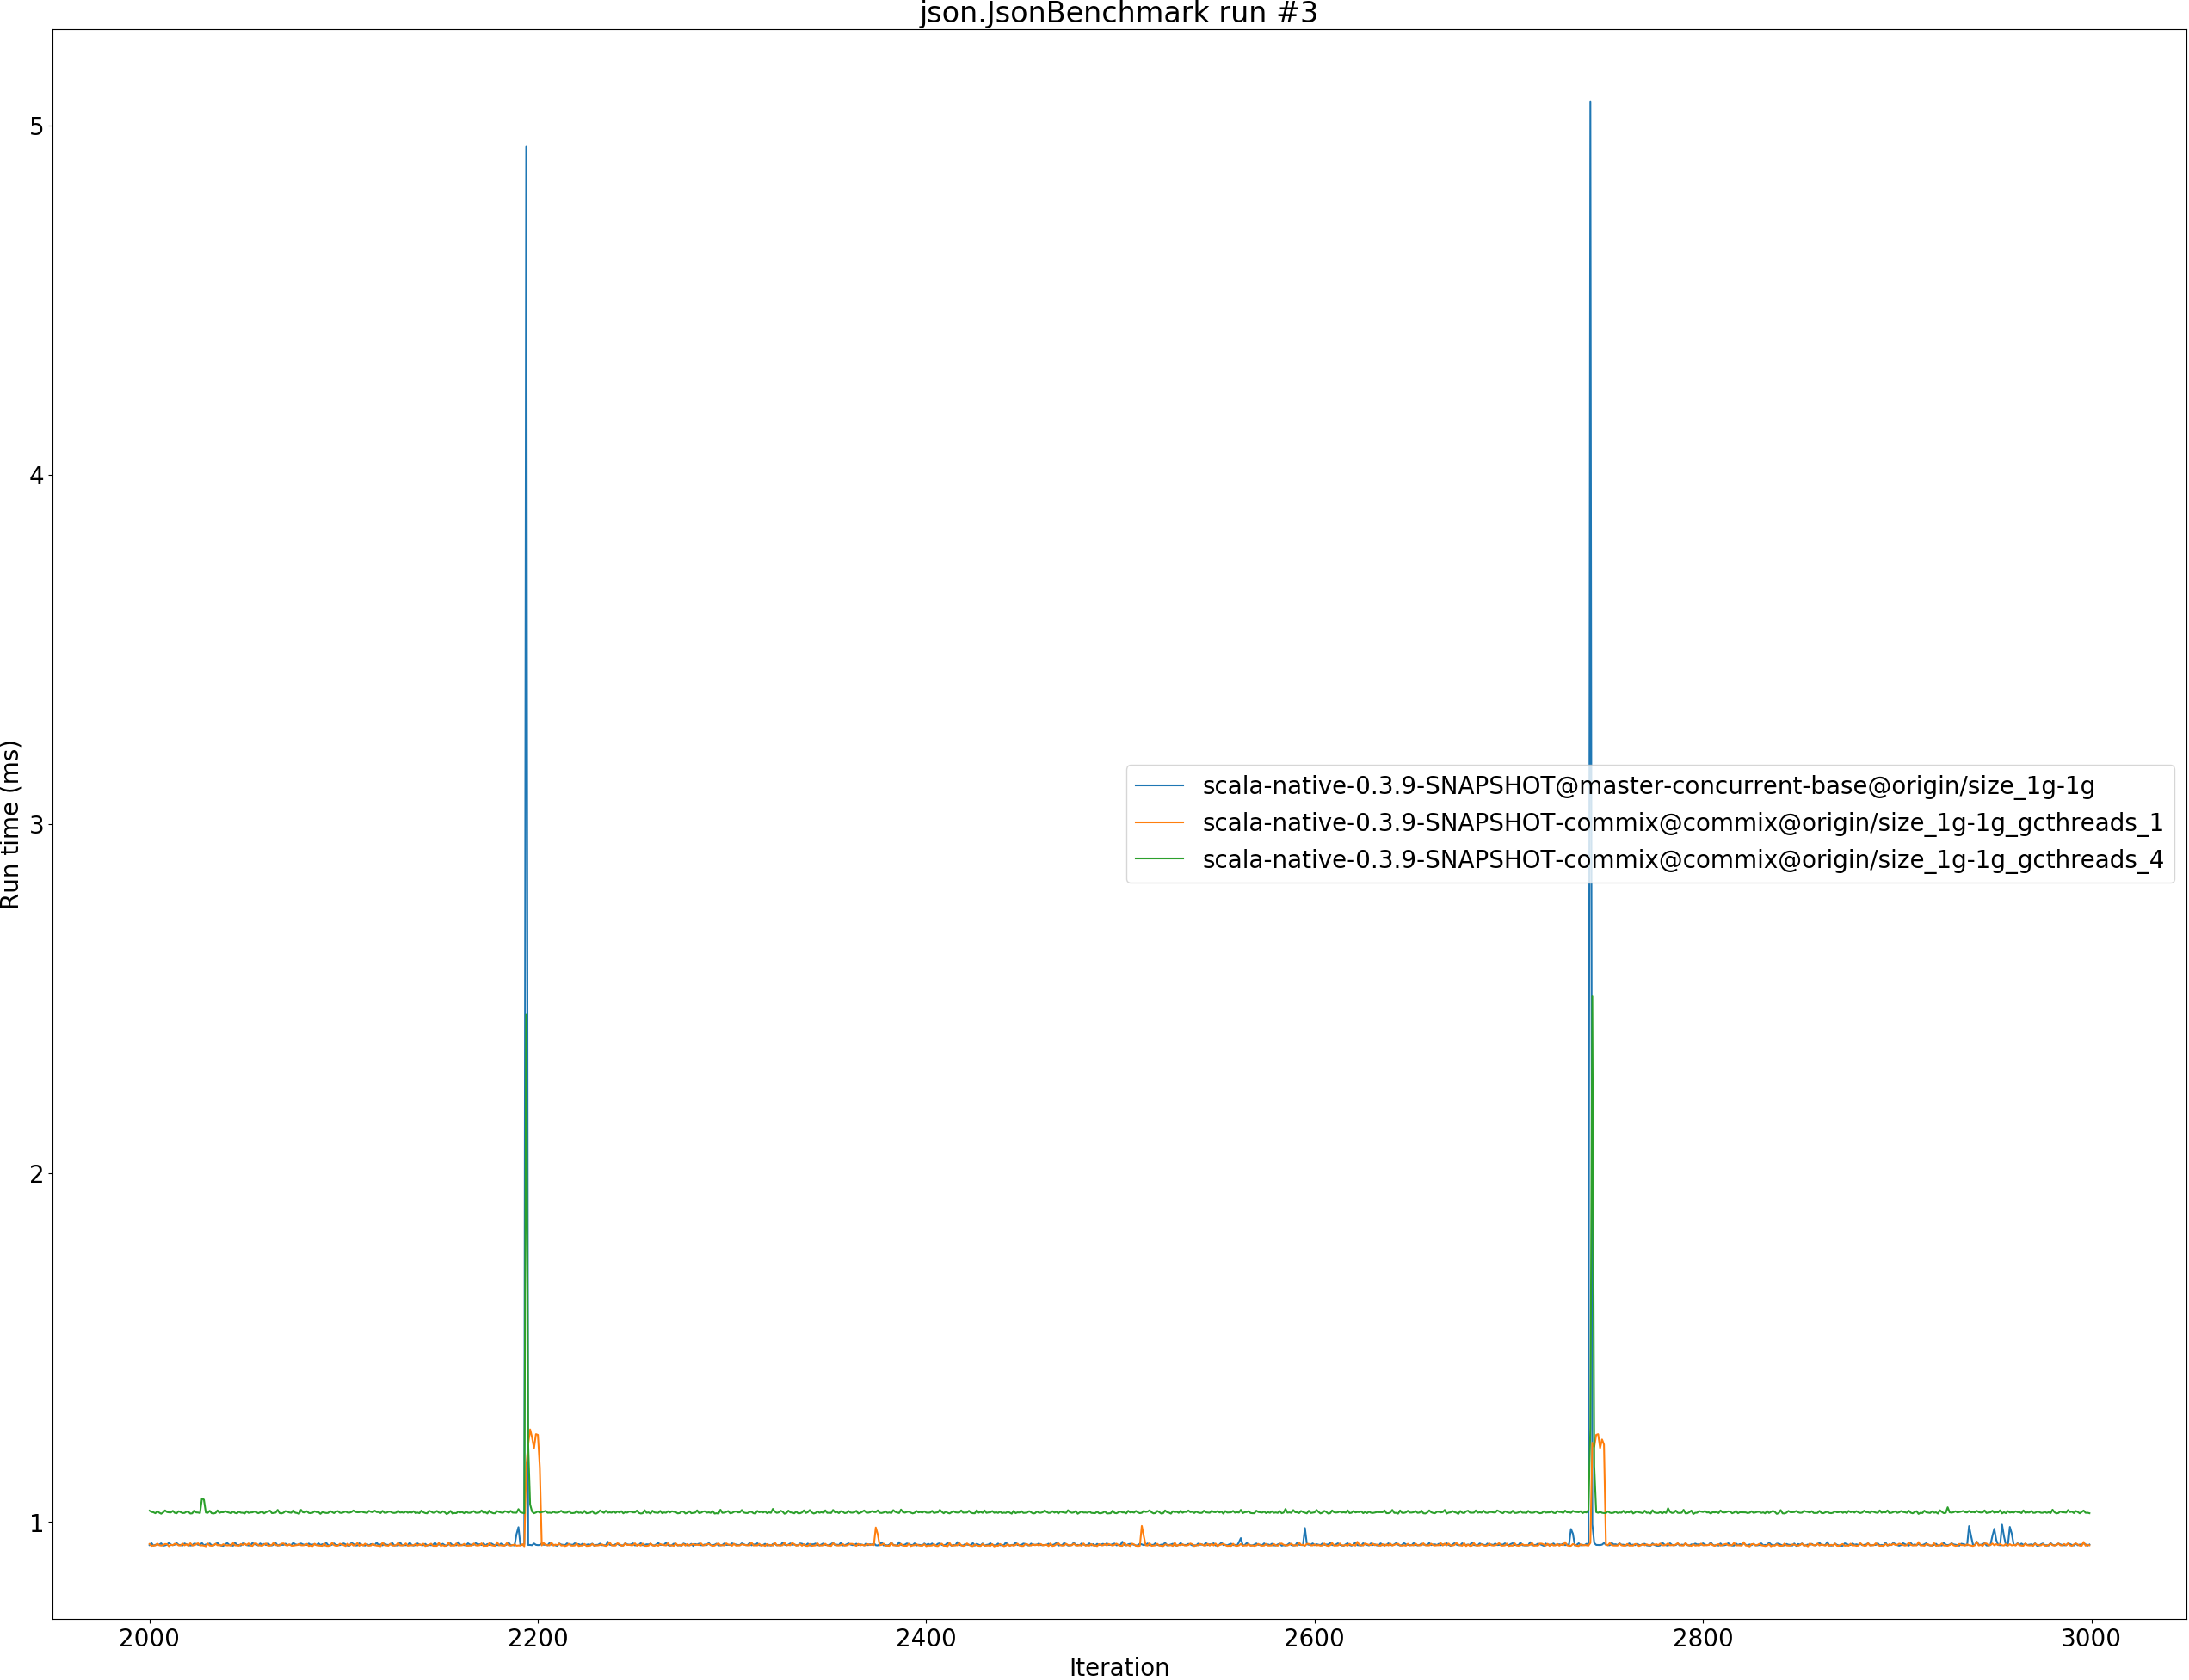 json.JsonBenchmark run #3
5
4
3
2
1
Run time (ms)
scala-native-0.3.9-SNAPSHOT@master-concurrent-base@origin/size_1g-1g
scala-native-0.3.9-SNAPSHOT-commix@commix@origin/size_1g-1g_gcthreads_1
scala-native-0.3.9-SNAPSHOT-commix@commix@origin/size_1g-1g_gcthreads_4
2000 2200 2400 2600 2800 3000
Iteration